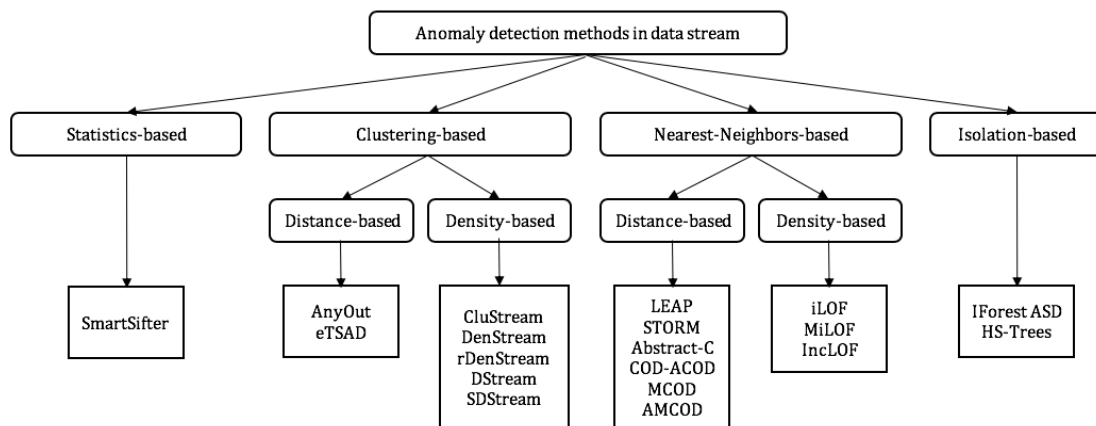 Anomaly detection methods in data stream
Statistics-based
Clustering-based
Nearest-Neighbors-based
Isolation-based
Distance-based
Density-based
Distance-based
Density-based
SmartSifter
AnyOut
eTSAD
CluStream
DenStream
rDenStream
DStream
SDStream
LEAP
STORM
Abstract-C
COD-ACOD
MCOD
AMCOD
iLOF
MiLOF
IncLOF
IForest ASD
HS-Trees